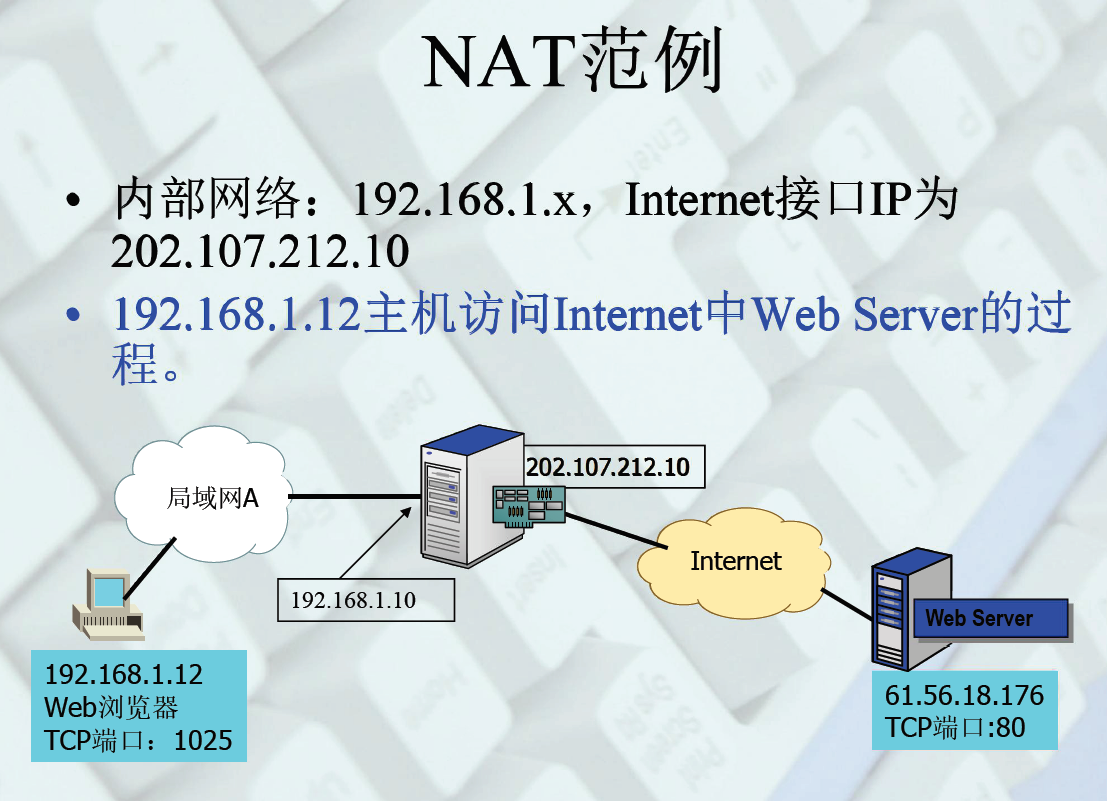 NAT范例
• 内部网络：192.168.1.x，Internet接口IP为
202.107.212.10
• 192.168.1.12主机访问Internet中Web Server的过
程。
局域网A
202.107.212.10
Internet
192.168.1.10
Web Server
192.168.1.12
Web浏览器
TCP端口：1025
61.56.18.176
TCP端口:80